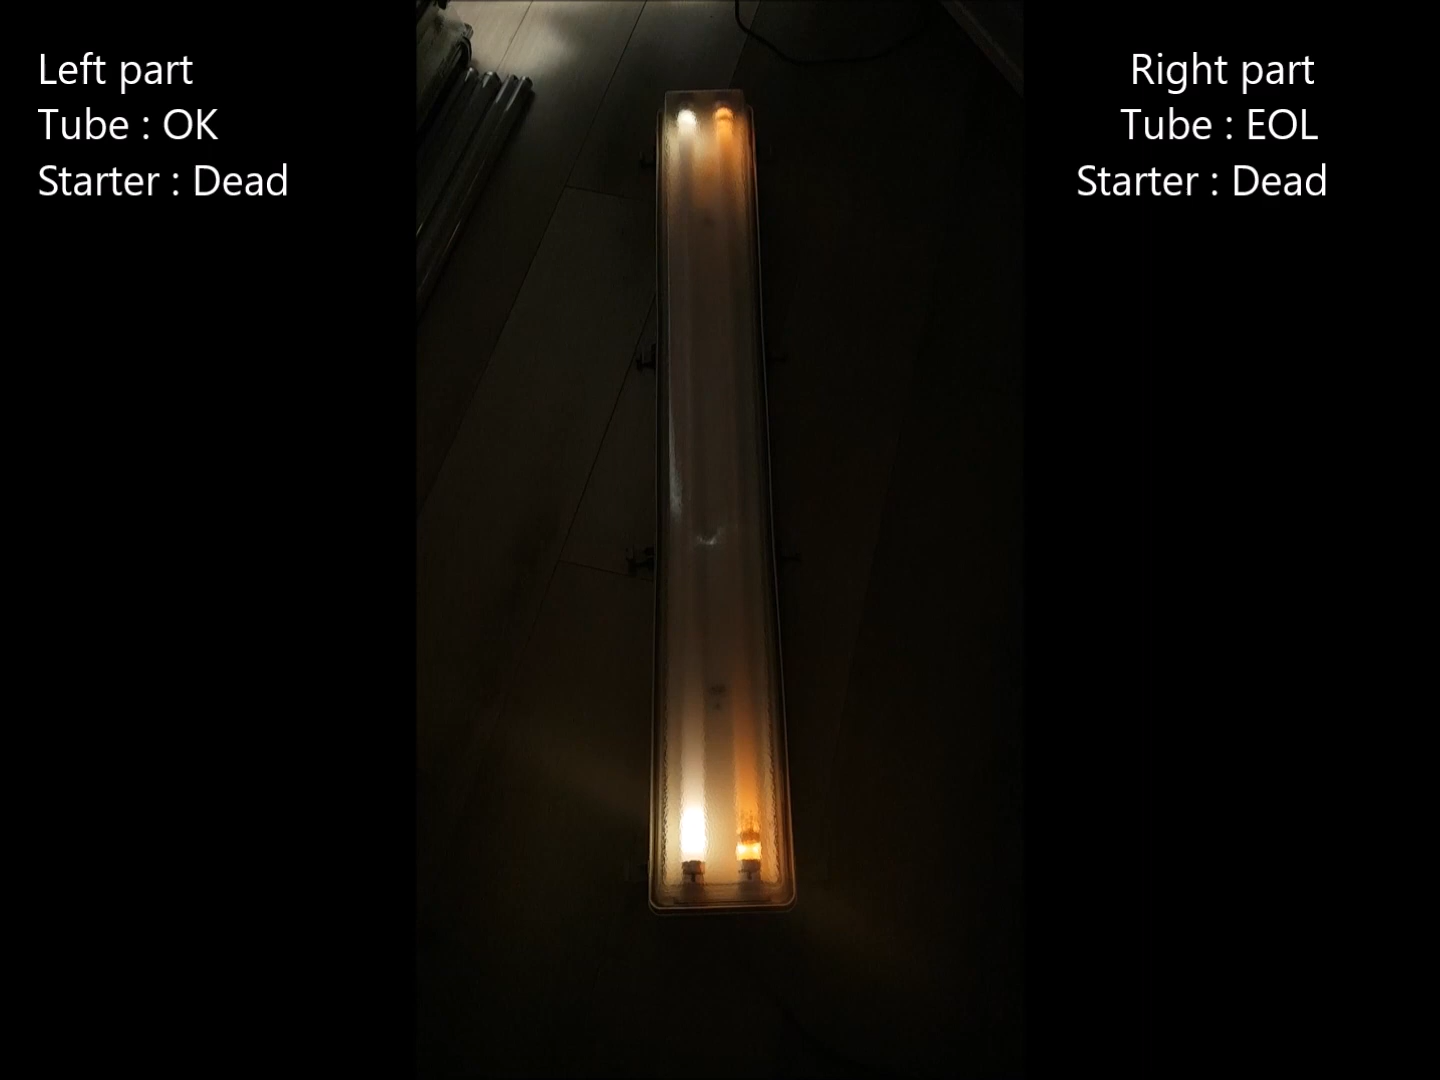 Left part
Tube : OK
Starter : Dead
Right part
Tube : EOL
Starter : Dead